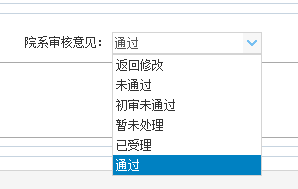 院系审核意见： 通过
返回修改
未通过
初审未通过
暂未处理
已受理
通过